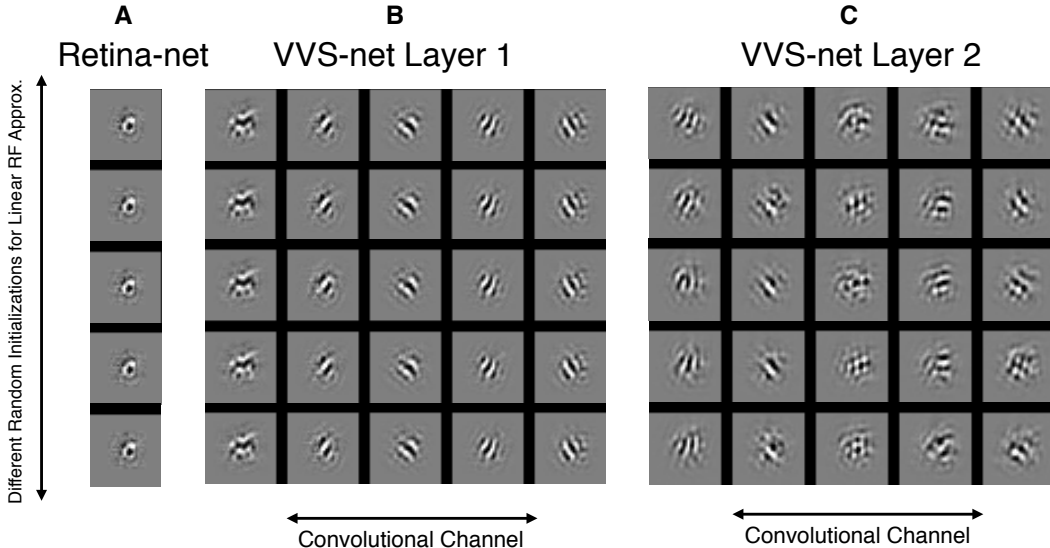 A
B
C
Retina-net
VVS-net Layer 1
VVS-net Layer 2
Different Random Initializations for Linear RF Approx.
Convolutional Channel
Convolutional Channel